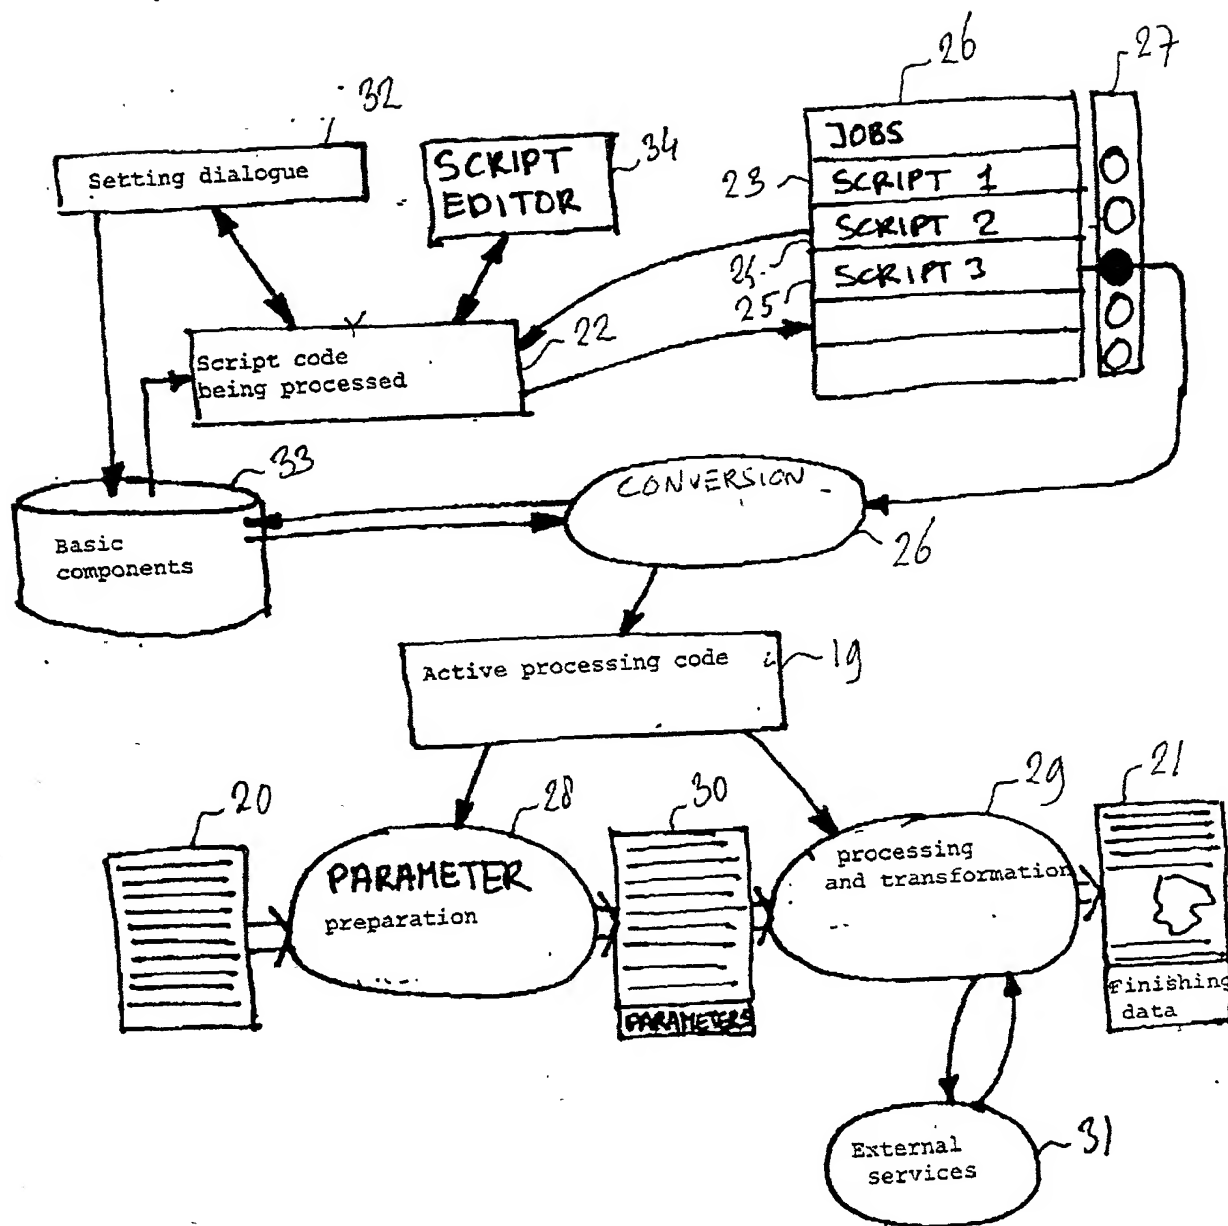 26
27
32
JOBS
Setting dialogue
SCRIPT
EDITOR
34
23
SCRIPT 1
SCRIPT 2
24
SCRIPT 3
25
22
Script code
being processed
33
CONVERSION
26
Basic
components
Active processing code
19
20
28
30
29
21
PARAMETER
preparation
processing
and transformation
PARAMETERS
Finishing
data
External
services
31